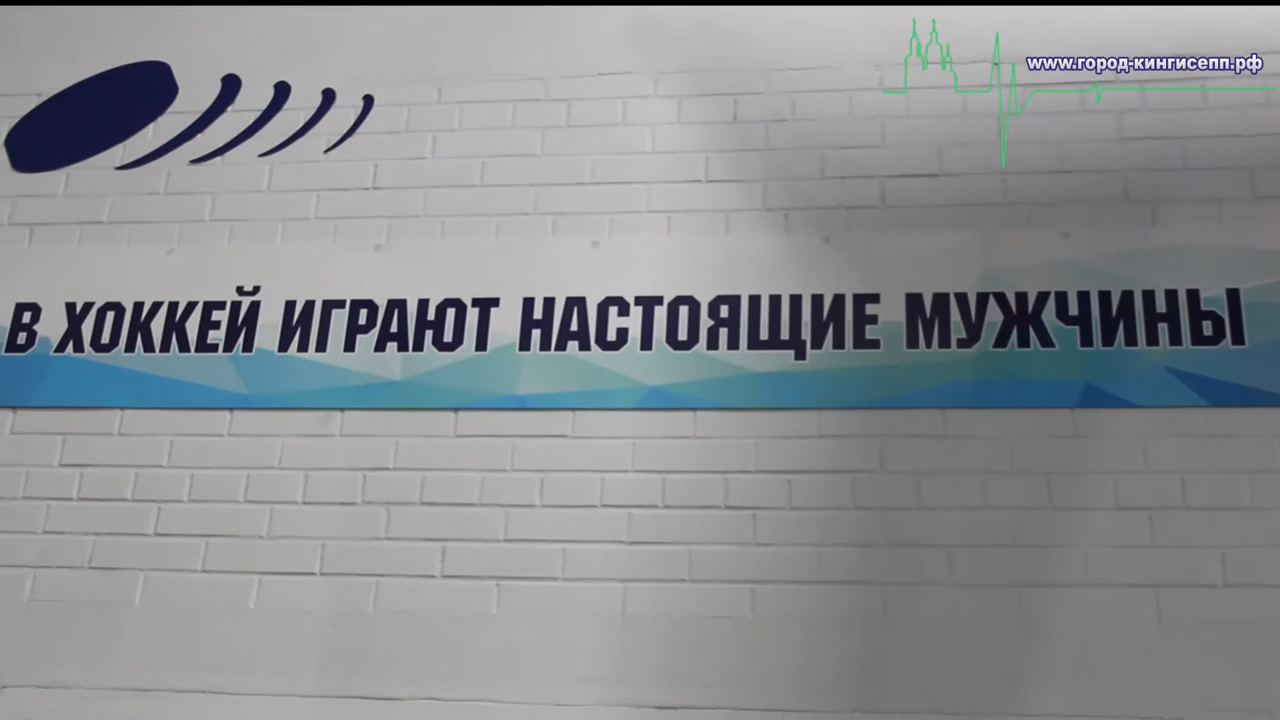 www.город-кингисепп.рф
В ХОККЕЙ ИГРАЮТ НАСТОЯЩИЕ МУЖЧИНЫ